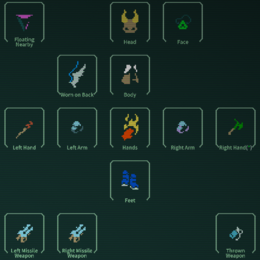 Floating
Nearby
Head
Face
Worn on Back
Body
Left Hand
Left Arm
Hands
Right Arm
Right Hand(*)
Feet
Left Missile
Weapon
Right Missile
Weapon
Thrown
Weapon